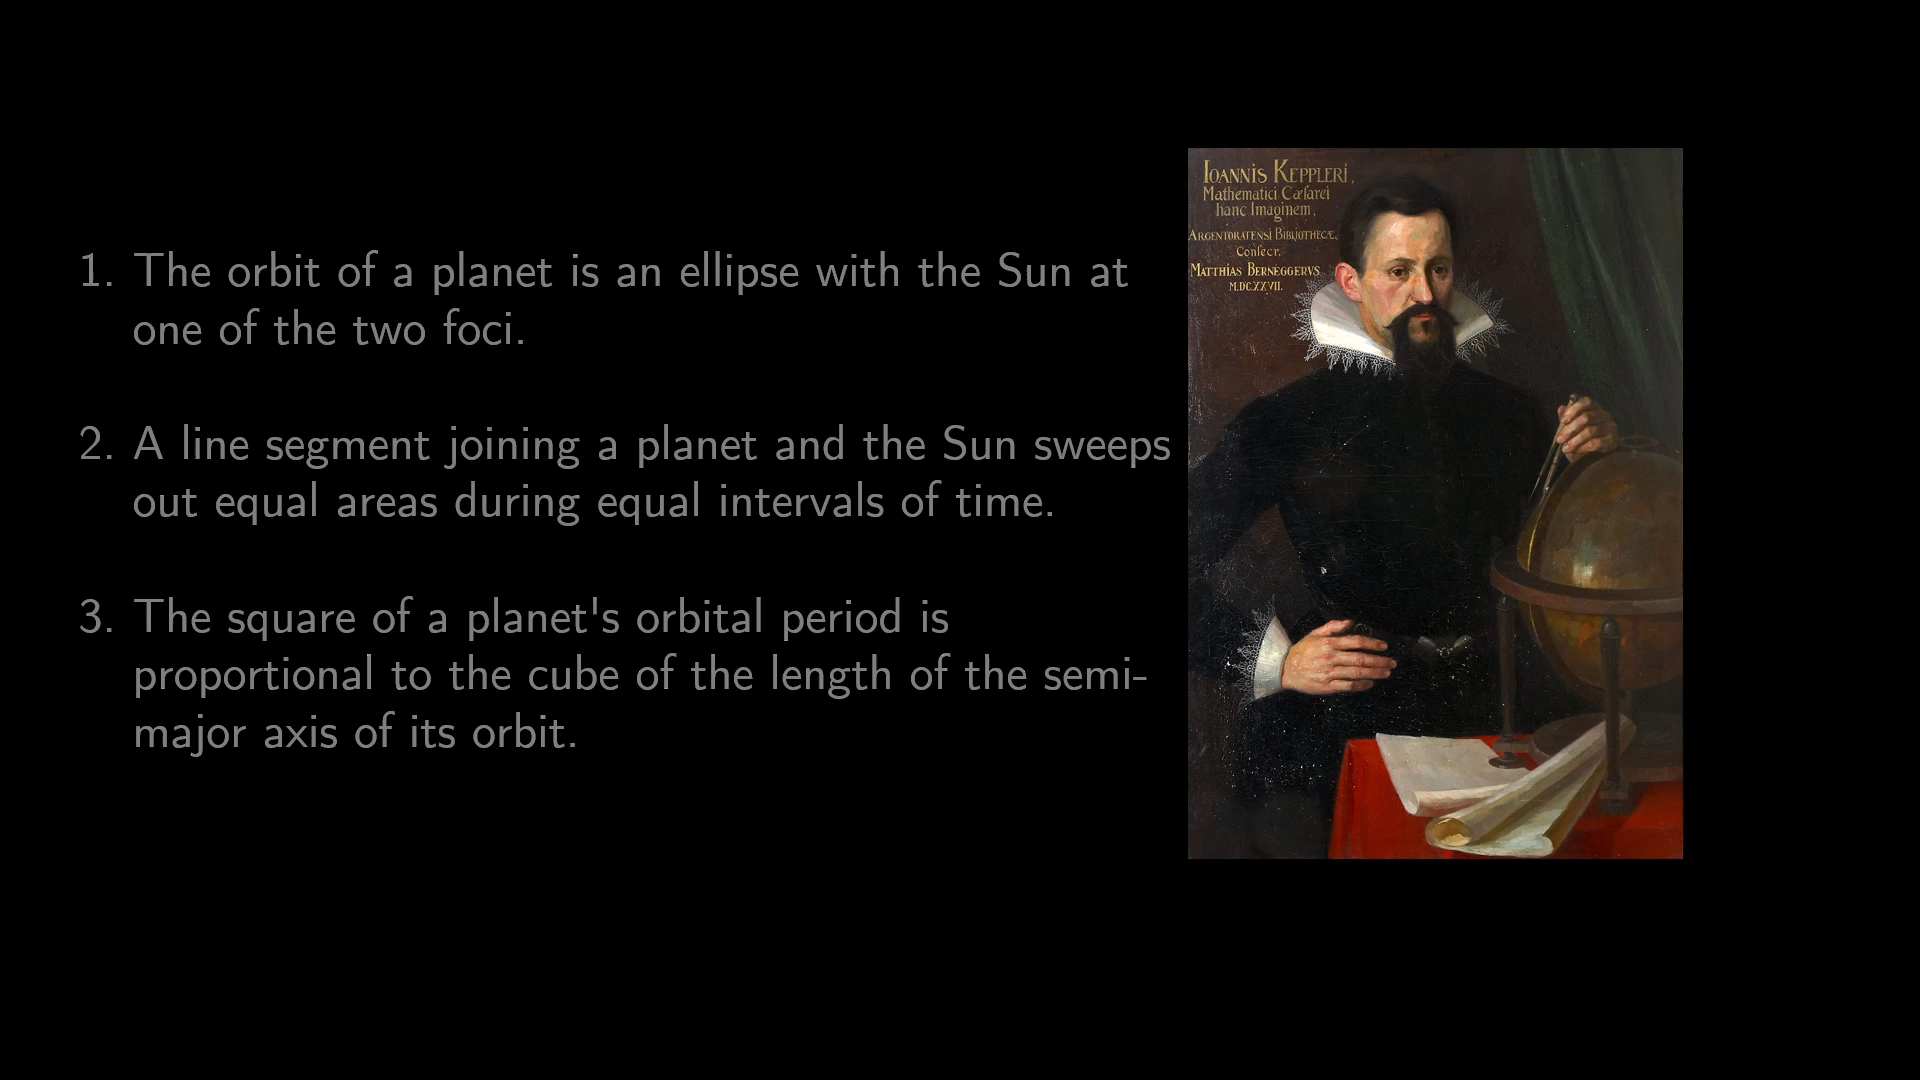 1. The orbit of a planet is an ellipse with the Sun at
one of the two foci.
2. A line segment joining a planet and the Sun sweeps
out equal areas during equal intervals of time.
3. The square of a planet's orbital period is
proportional to the cube of the length of the semi-
major axis of its orbit.
IOANNIS KEPPLERI,
Mathematici Cæſarei
hanc Imaginem,
ARGENTORATENSI BIBLIOTHECÆ,
Conſecr.
MATTHIAS BERNEGGERVS
M.DC.XXVII.